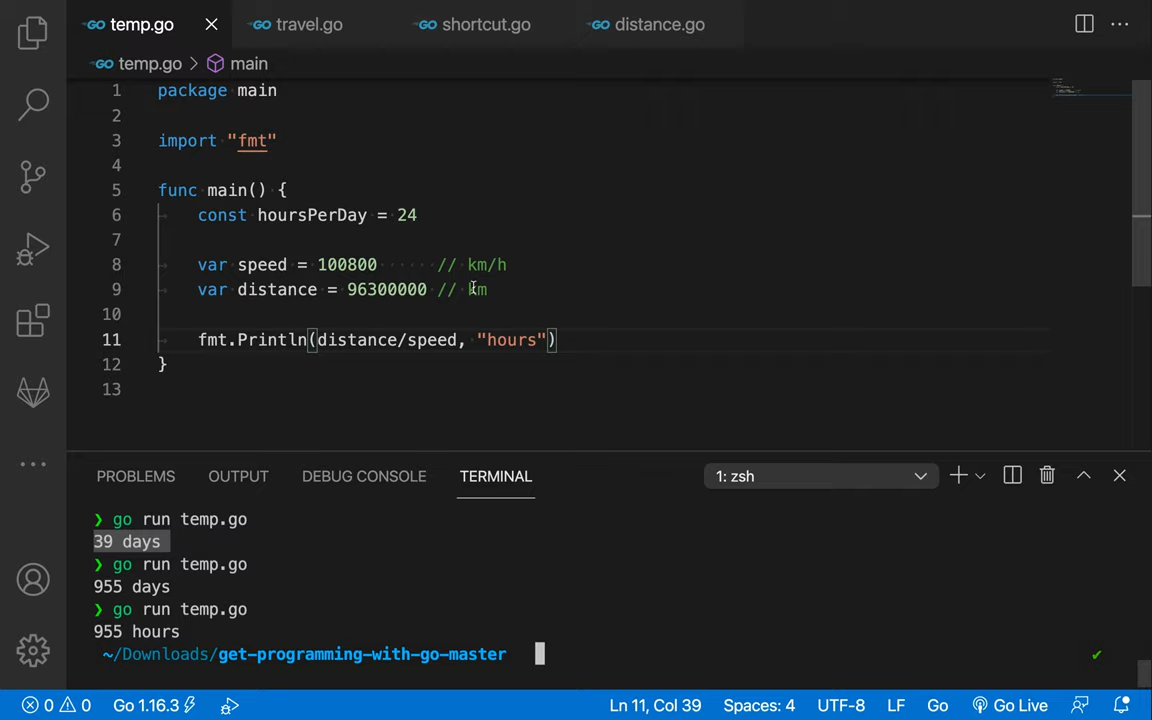 temp.go travel.go shortcut.go distance.go
temp.go > main
1 package main
2
3 import "fmt"
4
5 func main() {
6 const hoursPerDay = 24
7
8 var speed = 100800 // km/h
9 var distance = 96300000 // km
10
11 fmt.Println(distance/speed, "hours")
12 }
13
PROBLEMS OUTPUT DEBUG CONSOLE TERMINAL 1: zsh
❯ go run temp.go
39 days
❯ go run temp.go
955 days
❯ go run temp.go
955 hours
~/Downloads/get-programming-with-go-master
0 0 Go 1.16.3 Ln 11, Col 39 Spaces: 4 UTF-8 LF Go Go Live